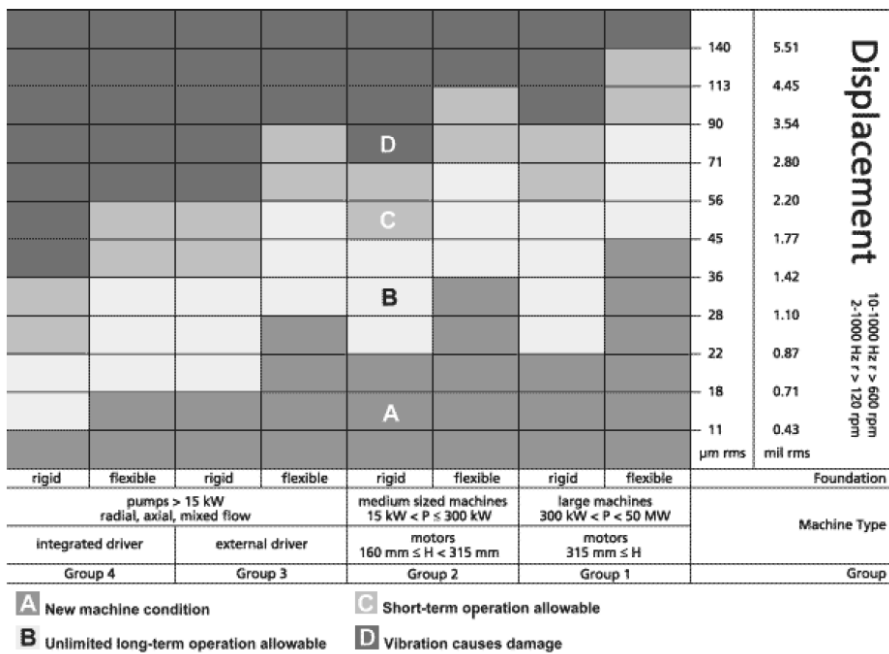 140 5.51
113 4.45
90 3.54
D
71 2.80
56 2.20
C
45 1.77
36 1.42
B
28 1.10
22 0.87
18 0.71
A
11 0.43
µm rms mil rms
Displacement
10-1000 Hz r > 600 rpm
2-1000 Hz r > 120 rpm
rigid flexible rigid flexible rigid flexible rigid flexible Foundation
pumps > 15 kW
radial, axial, mixed flow
medium sized machines
15 kW < P ≤ 300 kW
large machines
300 kW < P < 50 MW
Machine Type
integrated driver external driver
motors
160 mm ≤ H < 315 mm
motors
315 mm ≤ H
Group 4 Group 3 Group 2 Group 1 Group
A New machine condition
C Short-term operation allowable
B Unlimited long-term operation allowable
D Vibration causes damage